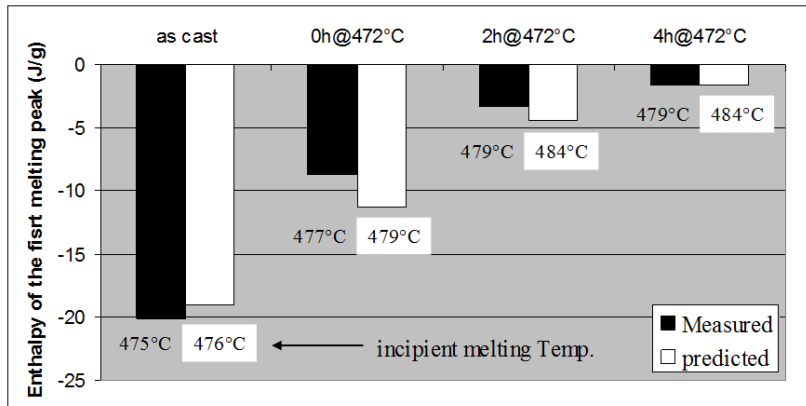 as cast 0h@472°C 2h@472°C 4h@472°C
Enthalpy of the fisrt melting peak (J/g)
0
-5
-10
-15
-20
-25
479°C 484°C
479°C 484°C
477°C 479°C
475°C 476°C
incipient melting Temp.
Measured
predicted